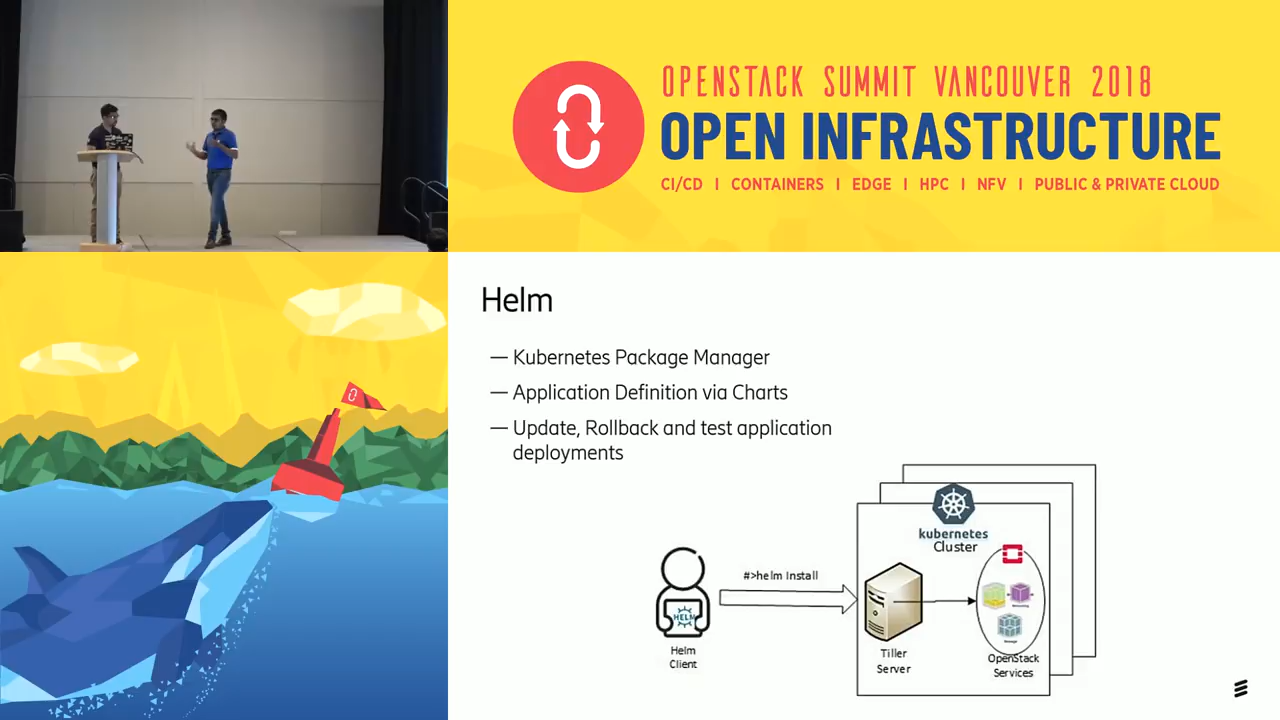 OPENSTACK SUMMIT VANCOUVER 2018
OPEN INFRASTRUCTURE
CI/CD | CONTAINERS | EDGE | HPC | NFV | PUBLIC & PRIVATE CLOUD
Helm
— Kubernetes Package Manager
— Application Definition via Charts
— Update, Rollback and test application
deployments
kubernetes
Cluster
#>helm Install
HELM
Helm
Client
Tiller
Server
OpenStack
Services